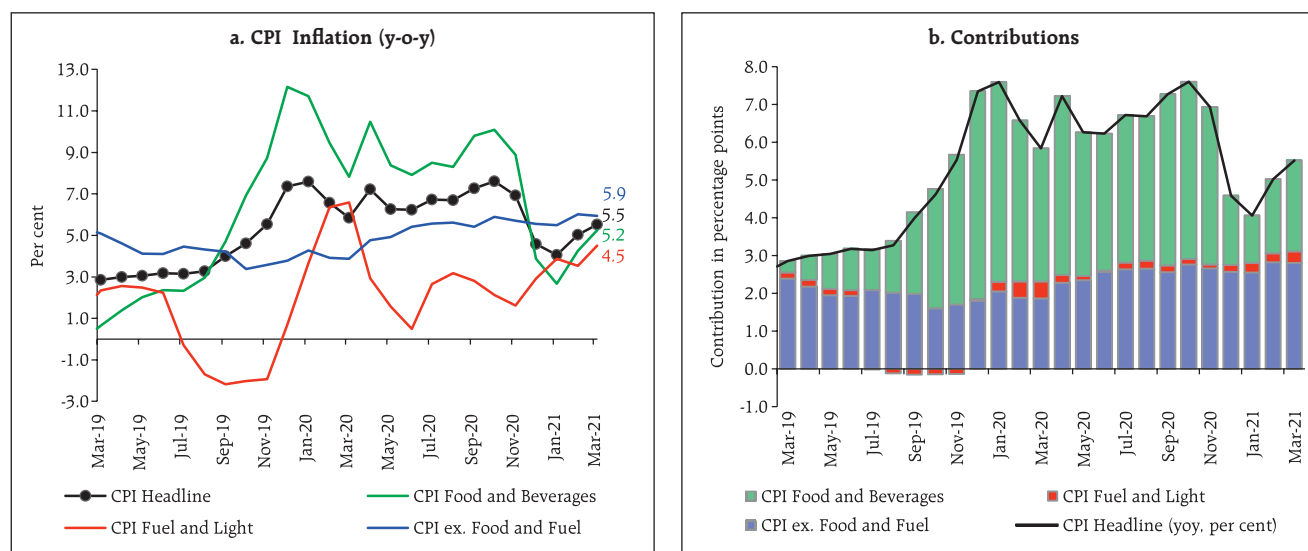 a. CPI Inflation (y-o-y)
Per cent
13.0
11.0
9.0
7.0
5.0
3.0
1.0
-1.0
-3.0
5.9
5.5
5.2
4.5
Mar-19
May-19
Jul-19
Sep-19
Nov-19
Jan-20
Mar-20
May-20
Jul-20
Sep-20
Nov-20
Jan-21
Mar-21
CPI Headline
CPI Food and Beverages
CPI Fuel and Light
CPI ex. Food and Fuel
b. Contributions
Contribution in percentage points
8.0
7.0
6.0
5.0
4.0
3.0
2.0
1.0
0.0
-1.0
Mar-19
May-19
Jul-19
Sep-19
Nov-19
Jan-20
Mar-20
May-20
Jul-20
Sep-20
Nov-20
Jan-21
Mar-21
CPI Food and Beverages
CPI Fuel and Light
CPI ex. Food and Fuel
CPI Headline (yoy, per cent)